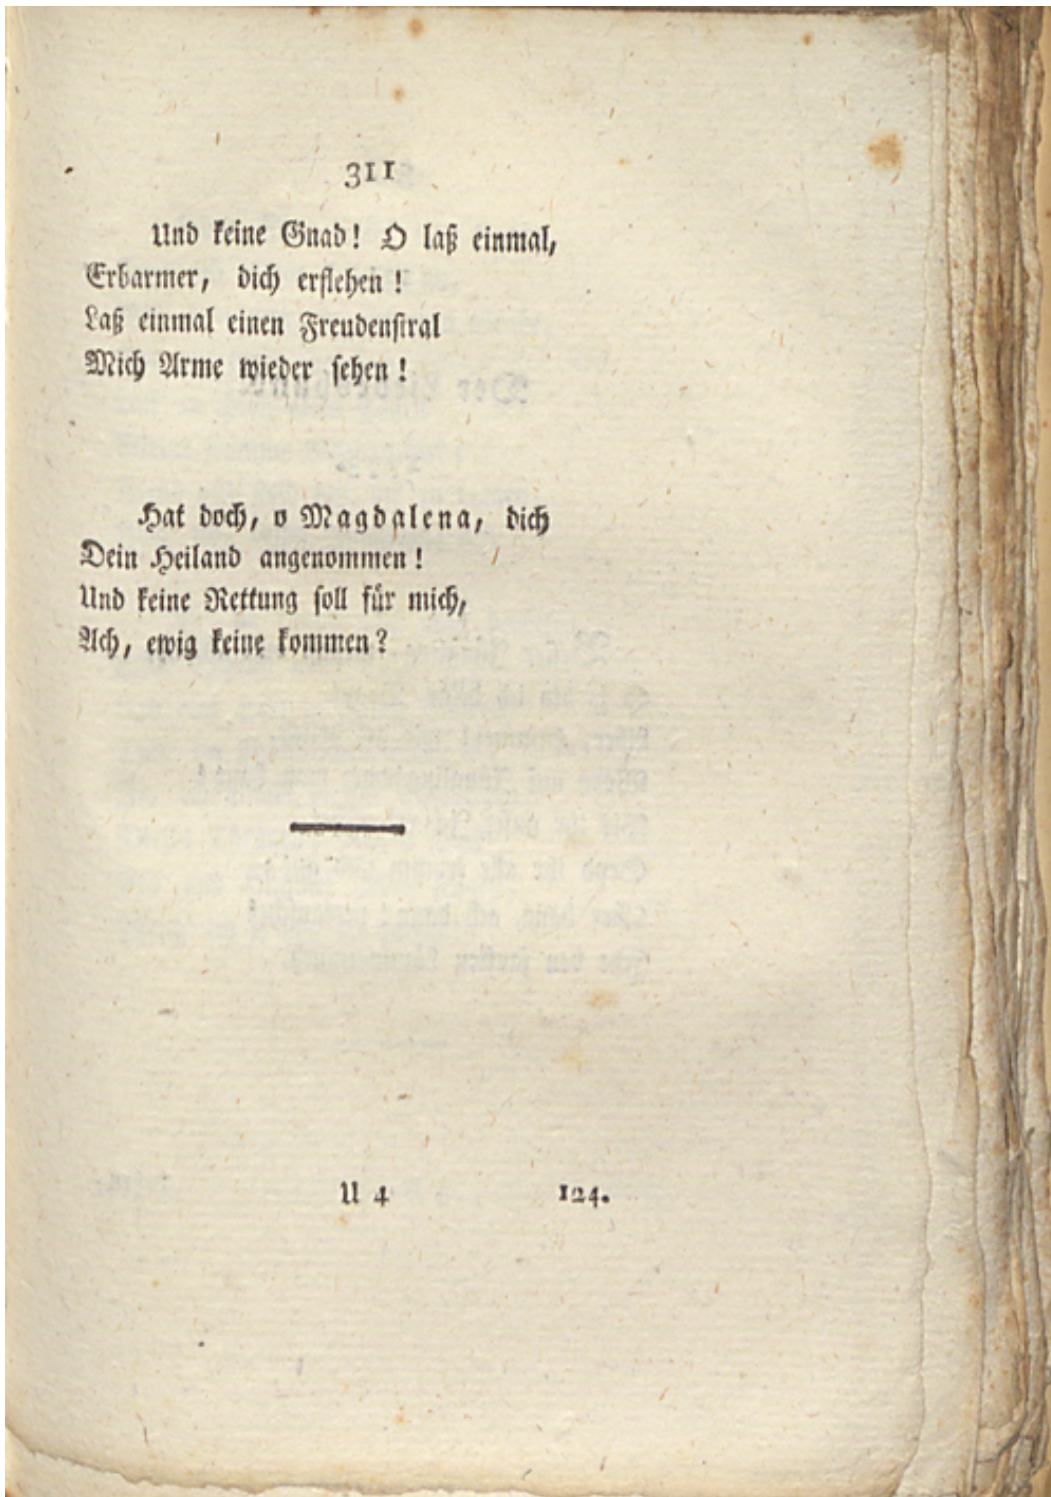 311
Und keine Gnad! O laß einmal,
Erbarmer, dich erflehen!
Laß einmal einen Freudenstral
Mich Arme wieder sehen!
Hat doch, o Magdalena, dich
Dein Heiland angenommen!
Und keine Rettung soll für mich,
Ach, ewig keine kommen?
U 4 124.